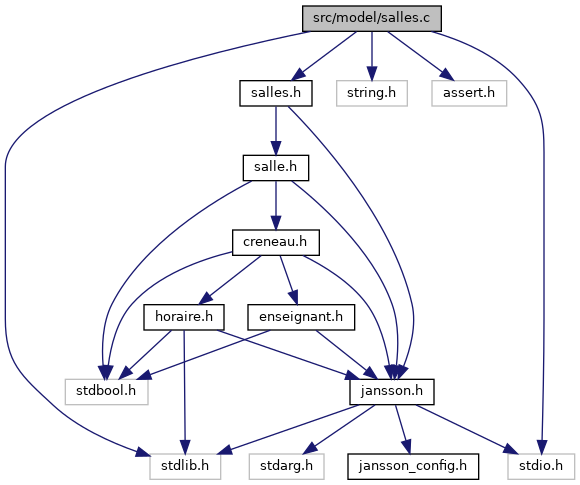 src/model/salles.c
salles.h
string.h
assert.h
salle.h
creneau.h
horaire.h
enseignant.h
stdbool.h
jansson.h
stdlib.h
stdarg.h
jansson_config.h
stdio.h